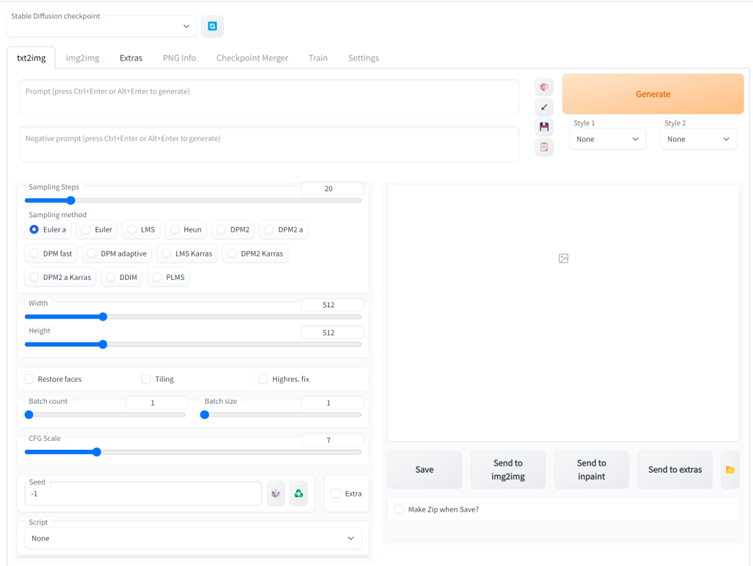 Stable Diffusion checkpoint
txt2img img2img Extras PNG Info Checkpoint Merger Train Settings
Prompt (press Ctrl+Enter or Alt+Enter to generate)
Negative prompt (press Ctrl+Enter or Alt+Enter to generate)
Generate
Style 1 Style 2
None None
Sampling Steps 20
Sampling method
Euler a Euler LMS Heun DPM2 DPM2 a
DPM fast DPM adaptive LMS Karras DPM2 Karras
DPM2 a Karras DDIM PLMS
Width 512
Height 512
Restore faces Tiling Highres. fix
Batch count 1 Batch size 1
CFG Scale 7
Seed
-1
Extra
Script
None
Save
Send to
img2img
Send to
inpaint
Send to extras
Make Zip when Save?